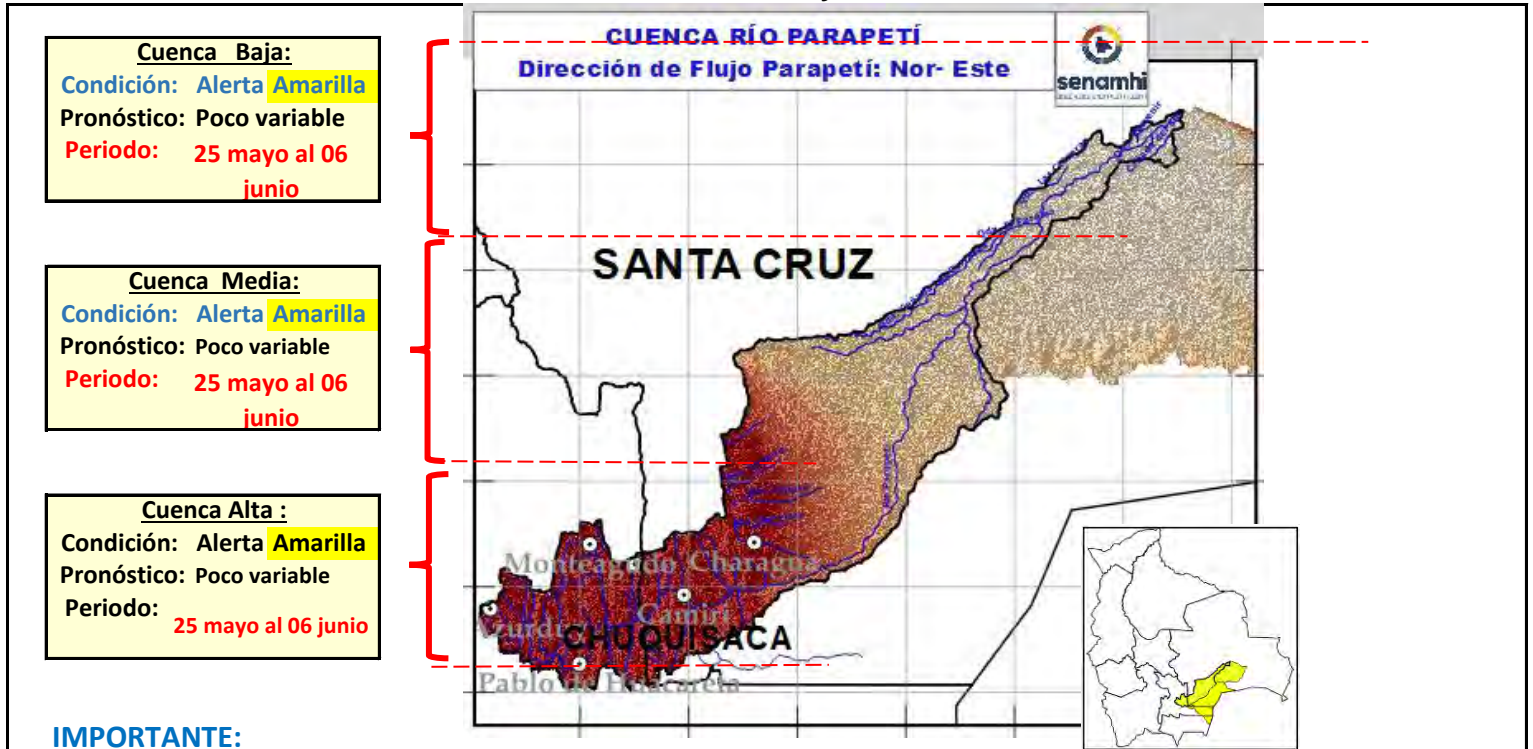 CUENCA RÍO PARAPETÍ
Dirección de Flujo Parapetí: Nor- Este
senamhi
Cuenca Baja:
Condición: Alerta Amarilla
Pronóstico: Poco variable
Periodo: 25 mayo al 06
junio
Cuenca Media:
Condición: Alerta Amarilla
Pronóstico: Poco variable
Periodo: 25 mayo al 06
junio
Cuenca Alta :
Condición: Alerta Amarilla
Pronóstico: Poco variable
Periodo:
25 mayo al 06 junio
SANTA CRUZ
Monteagudo Charagua
Camiri
CHUQUISACA
Pablo de Huacareta
IMPORTANTE: